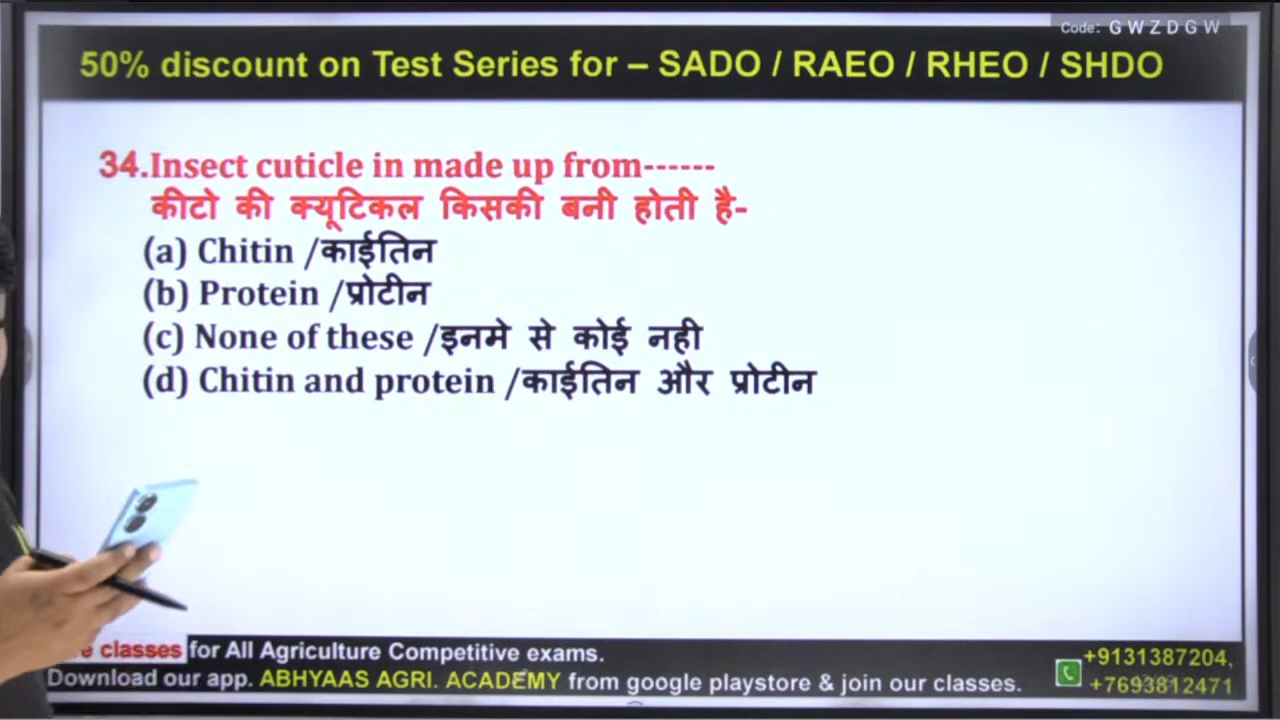 Code: G W Z D G W
50% discount on Test Series for – SADO / RAEO / RHEO / SHDO
34.Insect cuticle in made up from------
कीटो की क्यूटिकल किसकी बनी होती है-
(a) Chitin /काईतिन
(b) Protein /प्रोटीन
(c) None of these /इनमे से कोई नही
(d) Chitin and protein /काईतिन और प्रोटीन
classes for All Agriculture Competitive exams.
Download our app. ABHYAAS AGRI. ACADEMY from google playstore & join our classes.
+9131387204,
+7693812471